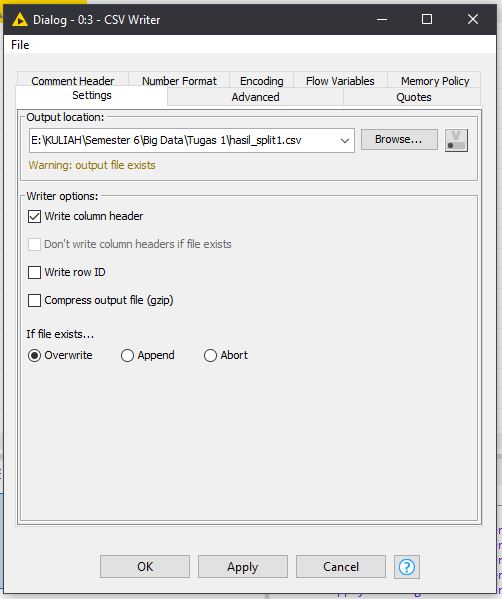 Dialog - 0:3 - CSV Writer
File
Comment Header Number Format Encoding Flow Variables Memory Policy
Settings Advanced Quotes
Output location:
E:\KULIAH\Semester 6\Big Data\Tugas 1\hasil_split1.csv Browse... V
Warning: output file exists
Writer options:
Write column header
Don't write column headers if file exists
Write row ID
Compress output file (gzip)
If file exists...
Overwrite Append Abort
OK Apply Cancel ?